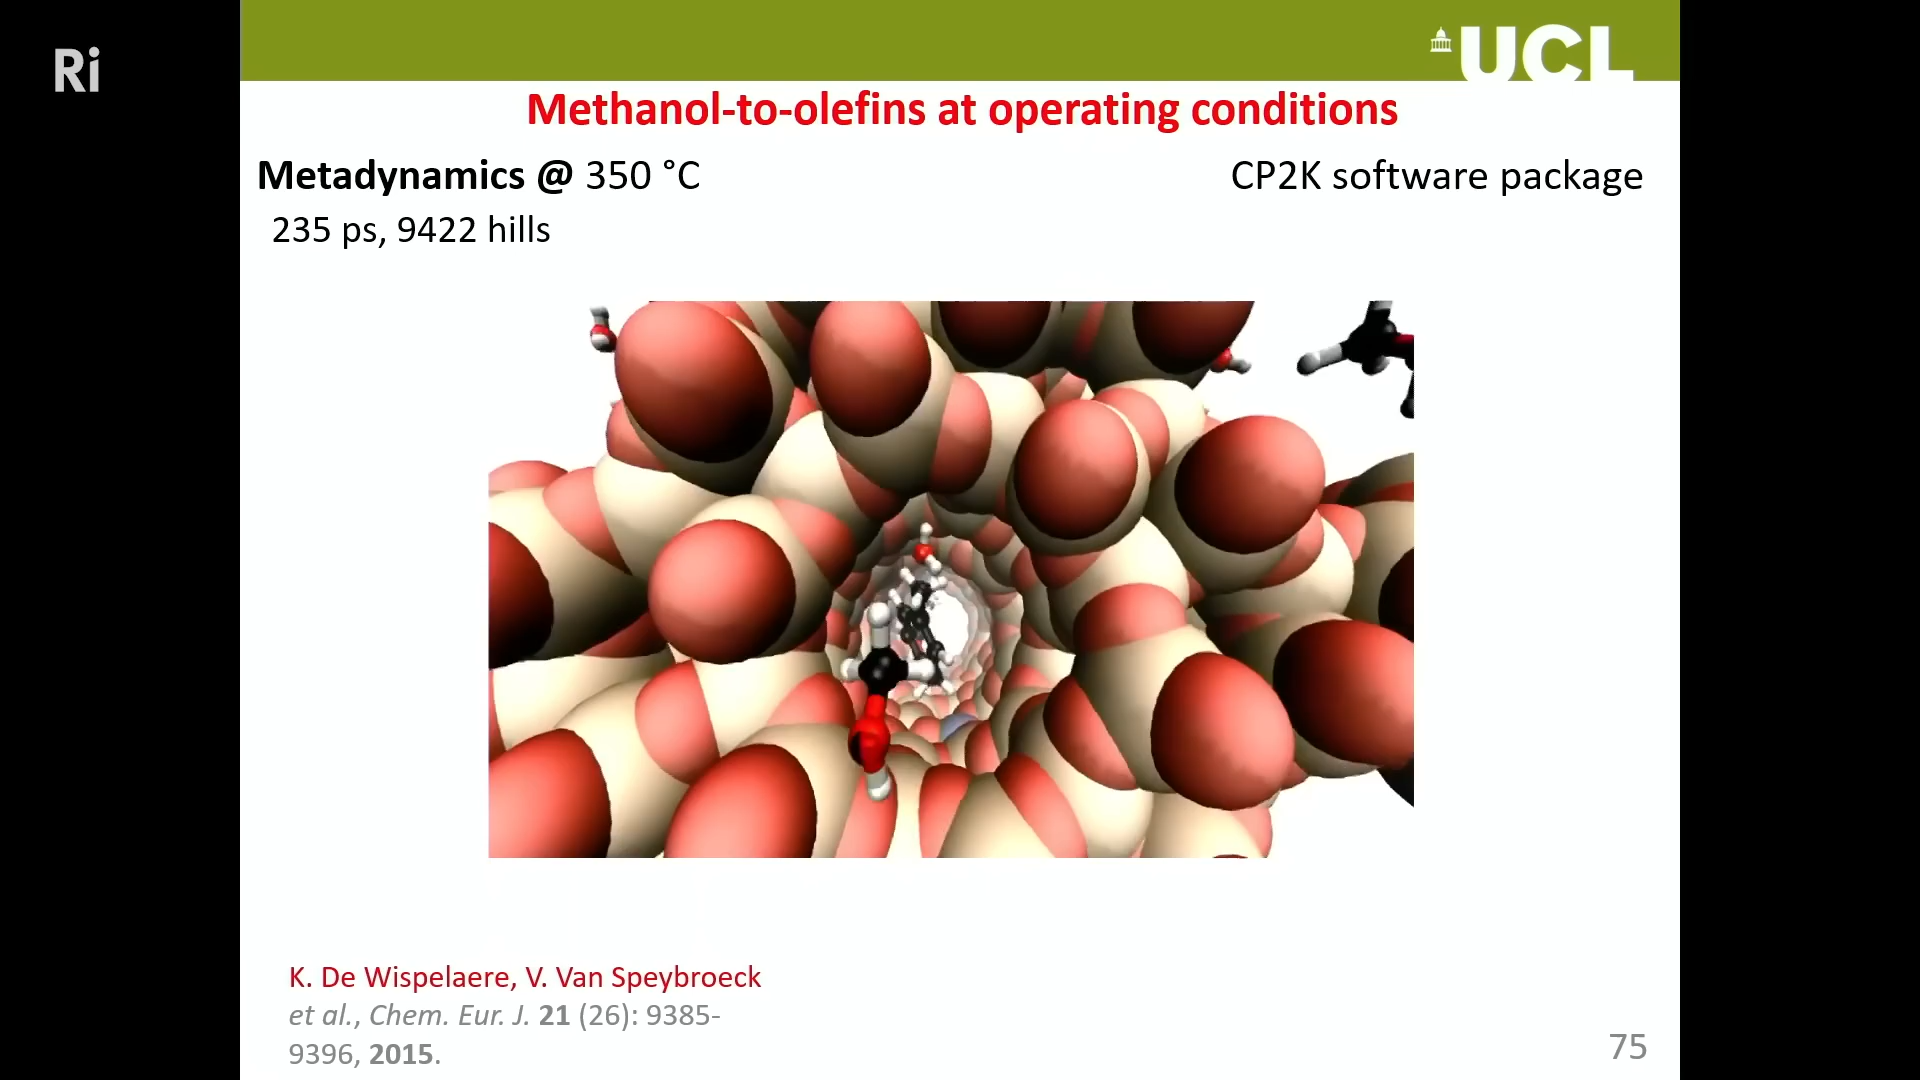 Ri
UCL
Methanol-to-olefins at operating conditions
Metadynamics @ 350 °C
CP2K software package
235 ps, 9422 hills
K. De Wispelaere, V. Van Speybroeck
et al., Chem. Eur. J. 21 (26): 9385-
9396, 2015.
75